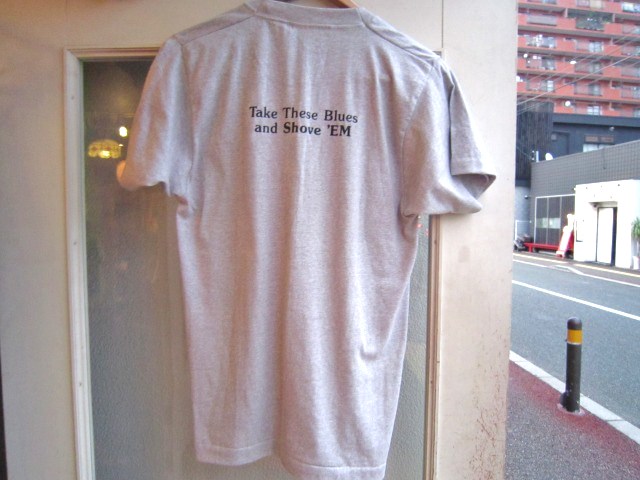 Take These Blues
and Shove 'EM